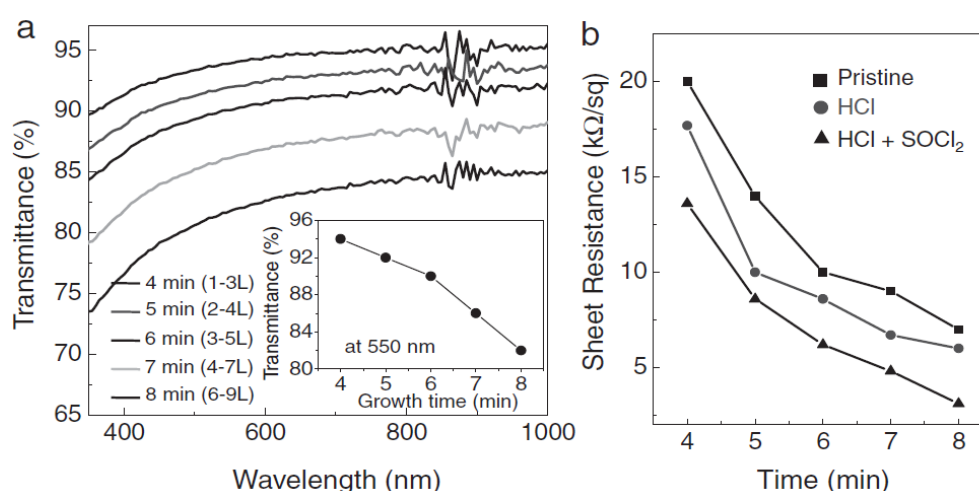 a
Transmittance (%)
95
90
85
80
75
70
65
400
600
800
1000
Wavelength (nm)
4 min (1-3L)
5 min (2-4L)
6 min (3-5L)
7 min (4-7L)
8 min (6-9L)
Transmittance (%)
96
92
88
84
80
at 550 nm
4
5
6
7
8
Growth time (min)
b
Sheet Resistance (kΩ/sq)
20
15
10
5
Pristine
HCl
HCl + SOCl₂
4
5
6
7
8
Time (min)